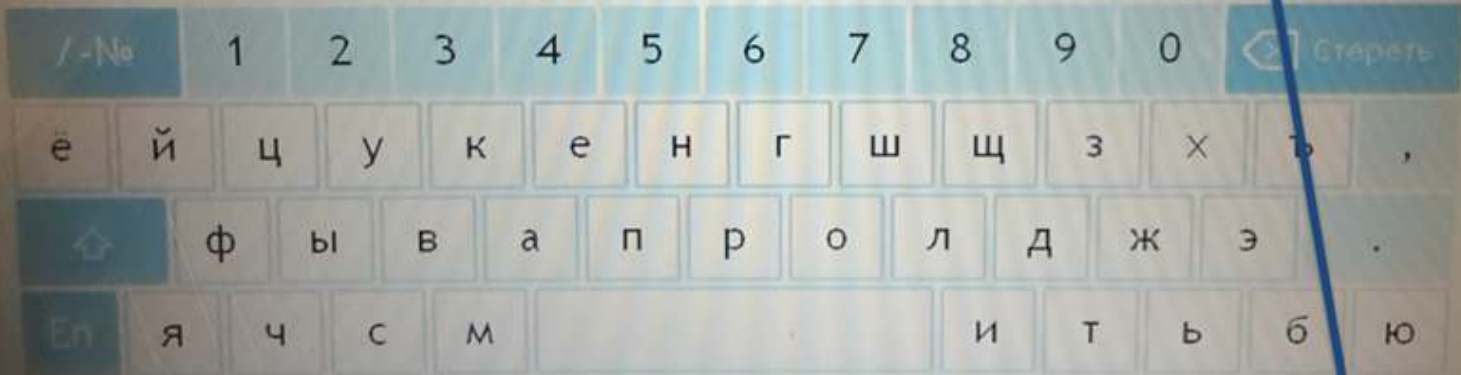 /-№ 1 2 3 4 5 6 7 8 9 0 Стереть
ё й ц у к е н г ш щ з х ъ ,
ф ы в а п р о л д ж э .
En я ч с м и т ь б ю